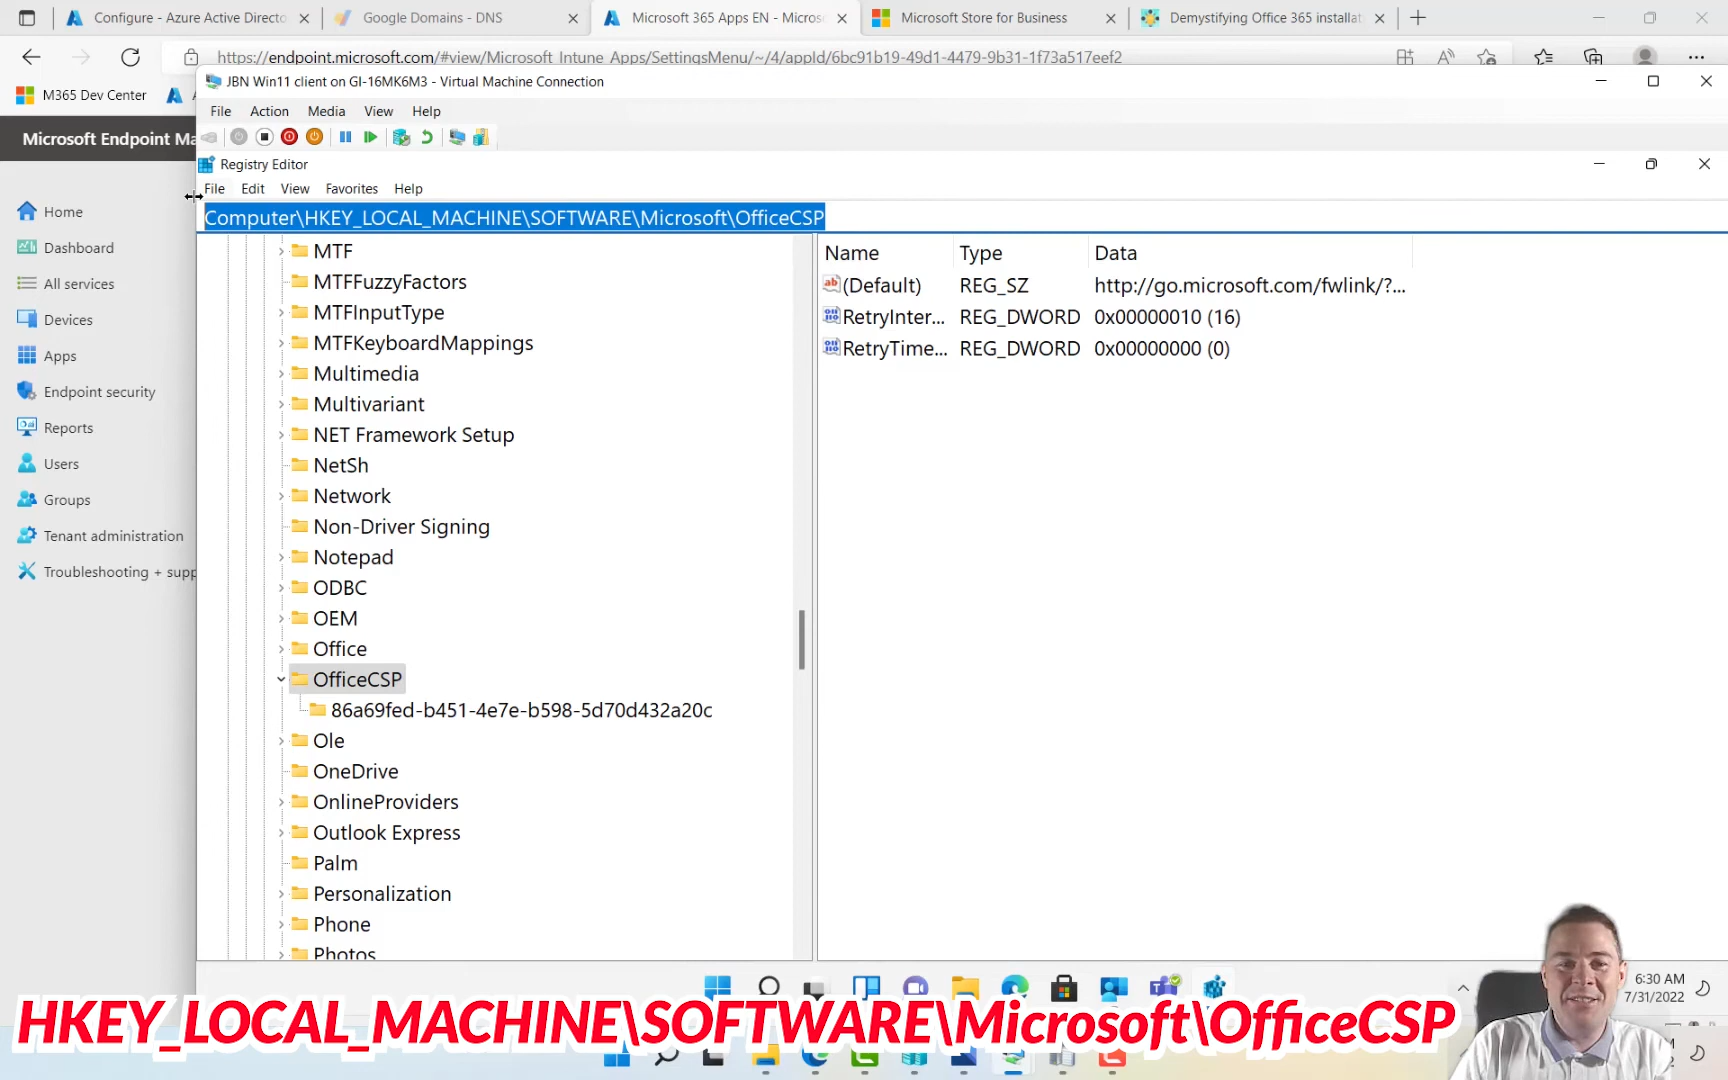 Configure - Azure Active Directo
Google Domains - DNS
Microsoft 365 Apps EN - Micros
Microsoft Store for Business
Demystifying Office 365 installat
https://endpoint.microsoft.com/#view/Microsoft_Intune_Apps/SettingsMenu/~/4/appId/6bc91b19-49d1-4479-9b31-1f73a517eef2
M365 Dev Center
JBN Win11 client on GI-16MK6M3 - Virtual Machine Connection
File Action Media View Help
Microsoft Endpoint Ma
Registry Editor
File Edit View Favorites Help
Computer\HKEY_LOCAL_MACHINE\SOFTWARE\Microsoft\OfficeCSP
Home
Dashboard
All services
Devices
Apps
Endpoint security
Reports
Users
Groups
Tenant administration
Troubleshooting + supp
MTF
MTFFuzzyFactors
MTFInputType
MTFKeyboardMappings
Multimedia
Multivariant
NET Framework Setup
NetSh
Network
Non-Driver Signing
Notepad
ODBC
OEM
Office
OfficeCSP
86a69fed-b451-4e7e-b598-5d70d432a20c
Ole
OneDrive
OnlineProviders
Outlook Express
Palm
Personalization
Phone
Photos
Name Type Data
(Default) REG_SZ http://go.microsoft.com/fwlink/?...
RetryInter... REG_DWORD 0x00000010 (16)
RetryTime... REG_DWORD 0x00000000 (0)
6:30 AM
7/31/2022
HKEY_LOCAL_MACHINE\SOFTWARE\Microsoft\OfficeCSP